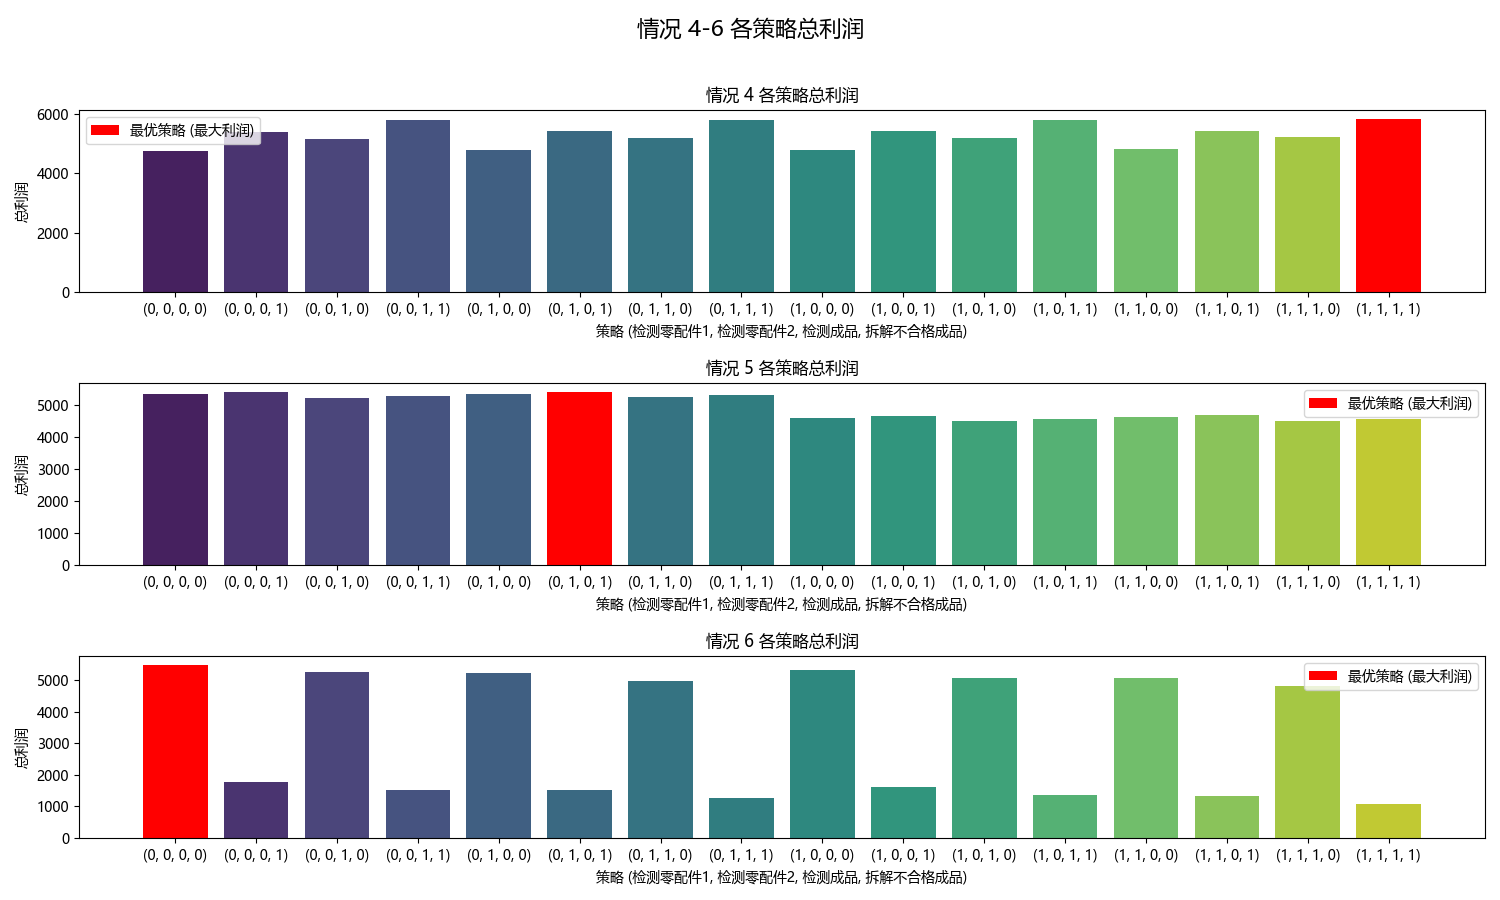 情况 4-6 各策略总利润
情况 4 各策略总利润
最优策略 (最大利润)
总利润
6000
4000
2000
0
(0, 0, 0, 0) (0, 0, 0, 1) (0, 0, 1, 0) (0, 0, 1, 1) (0, 1, 0, 0) (0, 1, 0, 1) (0, 1, 1, 0) (0, 1, 1, 1) (1, 0, 0, 0) (1, 0, 0, 1) (1, 0, 1, 0) (1, 0, 1, 1) (1, 1, 0, 0) (1, 1, 0, 1) (1, 1, 1, 0) (1, 1, 1, 1)
策略 (检测零配件1, 检测零配件2, 检测成品, 拆解不合格成品)
情况 5 各策略总利润
最优策略 (最大利润)
总利润
5000
4000
3000
2000
1000
0
(0, 0, 0, 0) (0, 0, 0, 1) (0, 0, 1, 0) (0, 0, 1, 1) (0, 1, 0, 0) (0, 1, 0, 1) (0, 1, 1, 0) (0, 1, 1, 1) (1, 0, 0, 0) (1, 0, 0, 1) (1, 0, 1, 0) (1, 0, 1, 1) (1, 1, 0, 0) (1, 1, 0, 1) (1, 1, 1, 0) (1, 1, 1, 1)
策略 (检测零配件1, 检测零配件2, 检测成品, 拆解不合格成品)
情况 6 各策略总利润
最优策略 (最大利润)
总利润
5000
4000
3000
2000
1000
0
(0, 0, 0, 0) (0, 0, 0, 1) (0, 0, 1, 0) (0, 0, 1, 1) (0, 1, 0, 0) (0, 1, 0, 1) (0, 1, 1, 0) (0, 1, 1, 1) (1, 0, 0, 0) (1, 0, 0, 1) (1, 0, 1, 0) (1, 0, 1, 1) (1, 1, 0, 0) (1, 1, 0, 1) (1, 1, 1, 0) (1, 1, 1, 1)
策略 (检测零配件1, 检测零配件2, 检测成品, 拆解不合格成品)